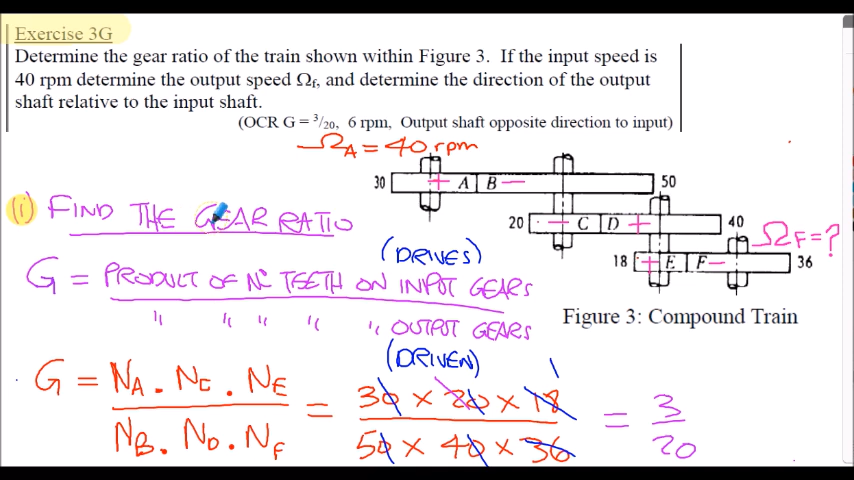 Exercise 3G
Determine the gear ratio of the train shown within Figure 3. If the input speed is
40 rpm determine the output speed Ωf, and determine the direction of the output
shaft relative to the input shaft.
(OCR G = 3/20, 6 rpm, Output shaft opposite direction to input)
ΩA = 40 rpm
30 + A B − 50
20 + C D + 40
ΩF = ?
18 + E F − 36
Figure 3: Compound Train
(i) FIND THE GEAR RATIO
(DRIVES)
G = PRODUCT OF Nº TEETH ON INPUT GEARS
" " " " " OUTPUT GEARS
(DRIVEN)
G = NA . NC . NE / NB . ND . NF = 30 × 20 × 18 / 50 × 40 × 36 = 3/20
1